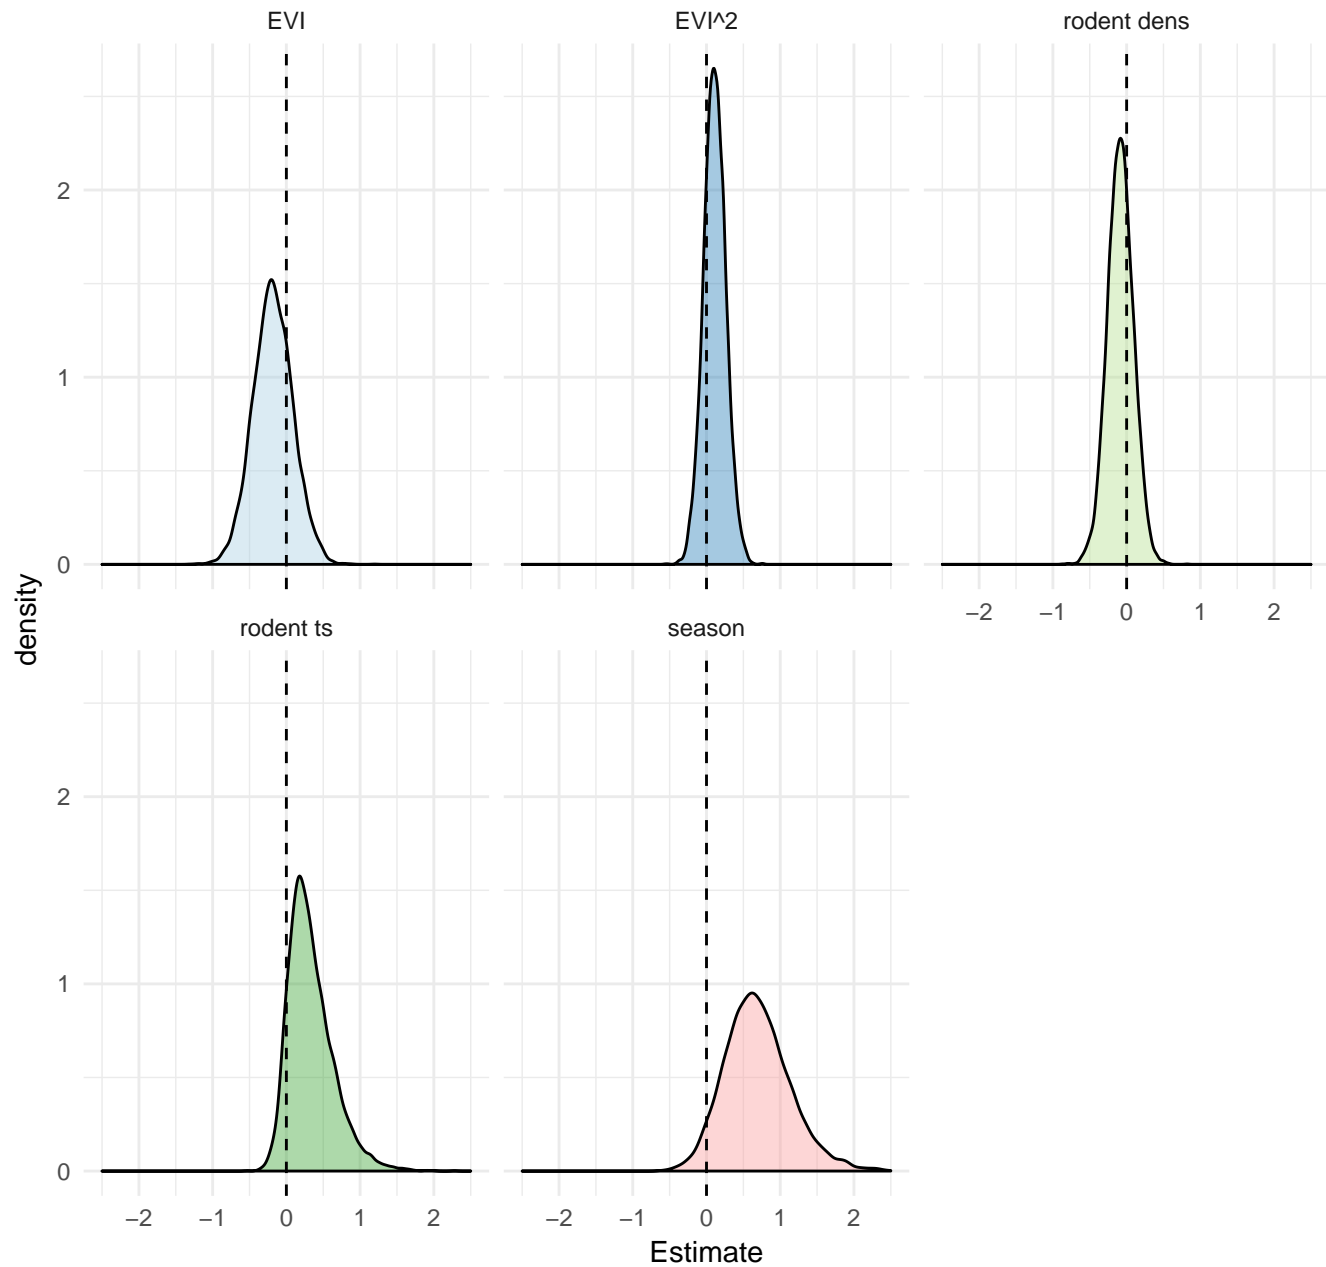 EVI EVI^2 rodent dens
2
1
0
−2 −1 0 1 2
density
rodent ts season
2
1
0
−2 −1 0 1 2 −2 −1 0 1 2
Estimate